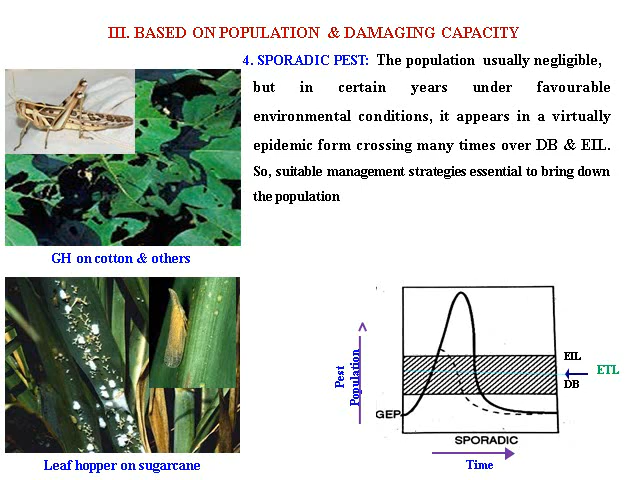 III. BASED ON POPULATION & DAMAGING CAPACITY
4. SPORADIC PEST: The population usually negligible,
but in certain years under favourable
environmental conditions, it appears in a virtually
epidemic form crossing many times over DB & EIL.
So, suitable management strategies essential to bring down
the population
GH on cotton & others
Leaf hopper on sugarcane
Pest
Population
EIL
ETL
DB
GEP
SPORADIC
Time